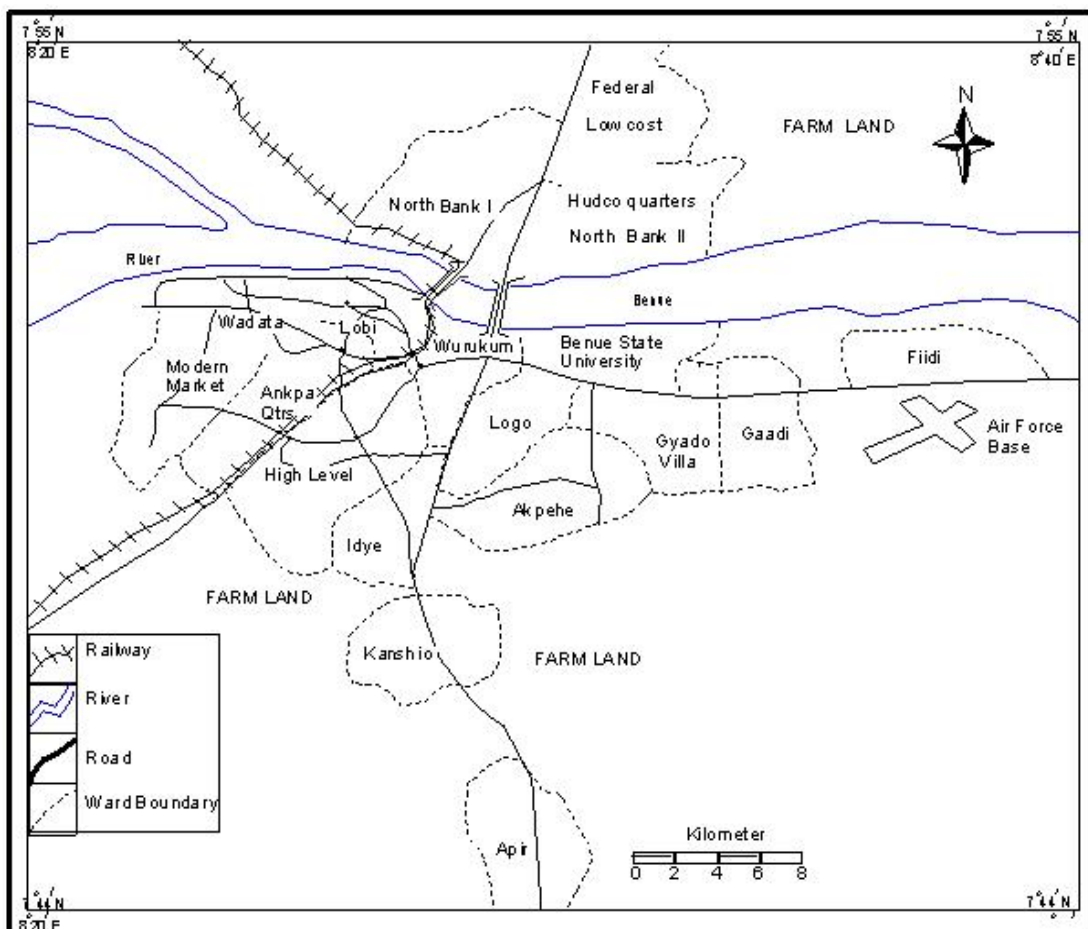 7°55' N
8°20' E
7°55' N
8°40' E
N
Federal
Low cost
FARM LAND
North Bank I
Hudco quarters
North Bank II
River
Benue
Wadata
Lobi
Wurukum
Benue State
University
Fiidi
Modern
Market
Ankpa
Qtrs
Logo
Gyado
Villa
Gaadi
Air Force
Base
High Level
Akpehe
Idye
FARM LAND
Kanshio
FARM LAND
Railway
River
Road
Ward Boundary
Apir
Kilometer
0 2 4 6 8
7°44' N
8°20' E
7°44' N